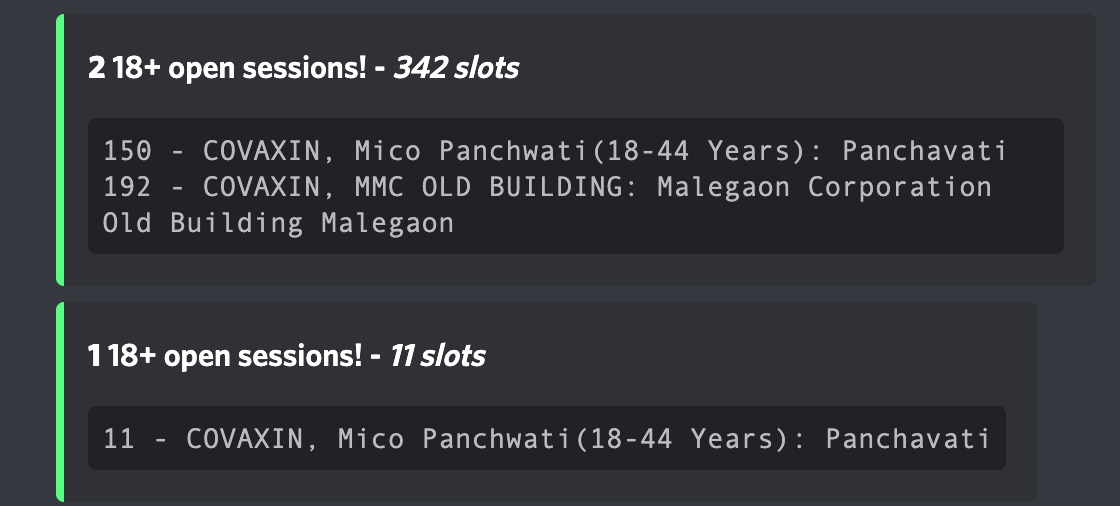 2 18+ open sessions! - 342 slots
150 - COVAXIN, Mico Panchwati(18-44 Years): Panchavati
192 - COVAXIN, MMC OLD BUILDING: Malegaon Corporation
Old Building Malegaon
1 18+ open sessions! - 11 slots
11 - COVAXIN, Mico Panchwati(18-44 Years): Panchavati